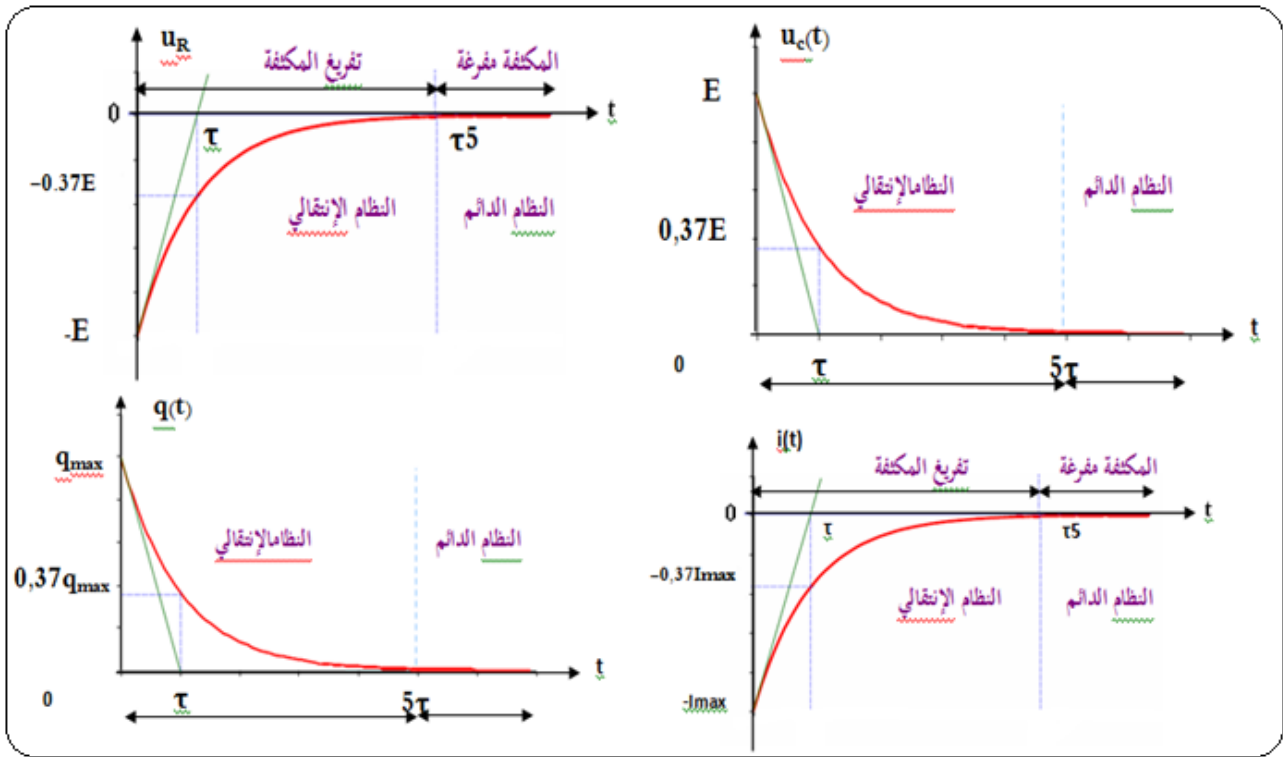 u_R
تفريغ المكثفة
المكثفة مفرغة
0
t
τ
τ5
−0.37E
النظام الإنتقالي
النظام الدائم
-E
u_c(t)
E
النظامالإنتقالي
النظام الدائم
0,37E
t
0
τ
5τ
q(t)
q_max
النظامالإنتقالي
النظام الدائم
0,37q_max
t
0
τ
5τ
i(t)
تفريغ المكثفة
المكثفة مفرغة
0
t
τ
τ5
−0,37Imax
النظام الإنتقالي
النظام الدائم
-Imax